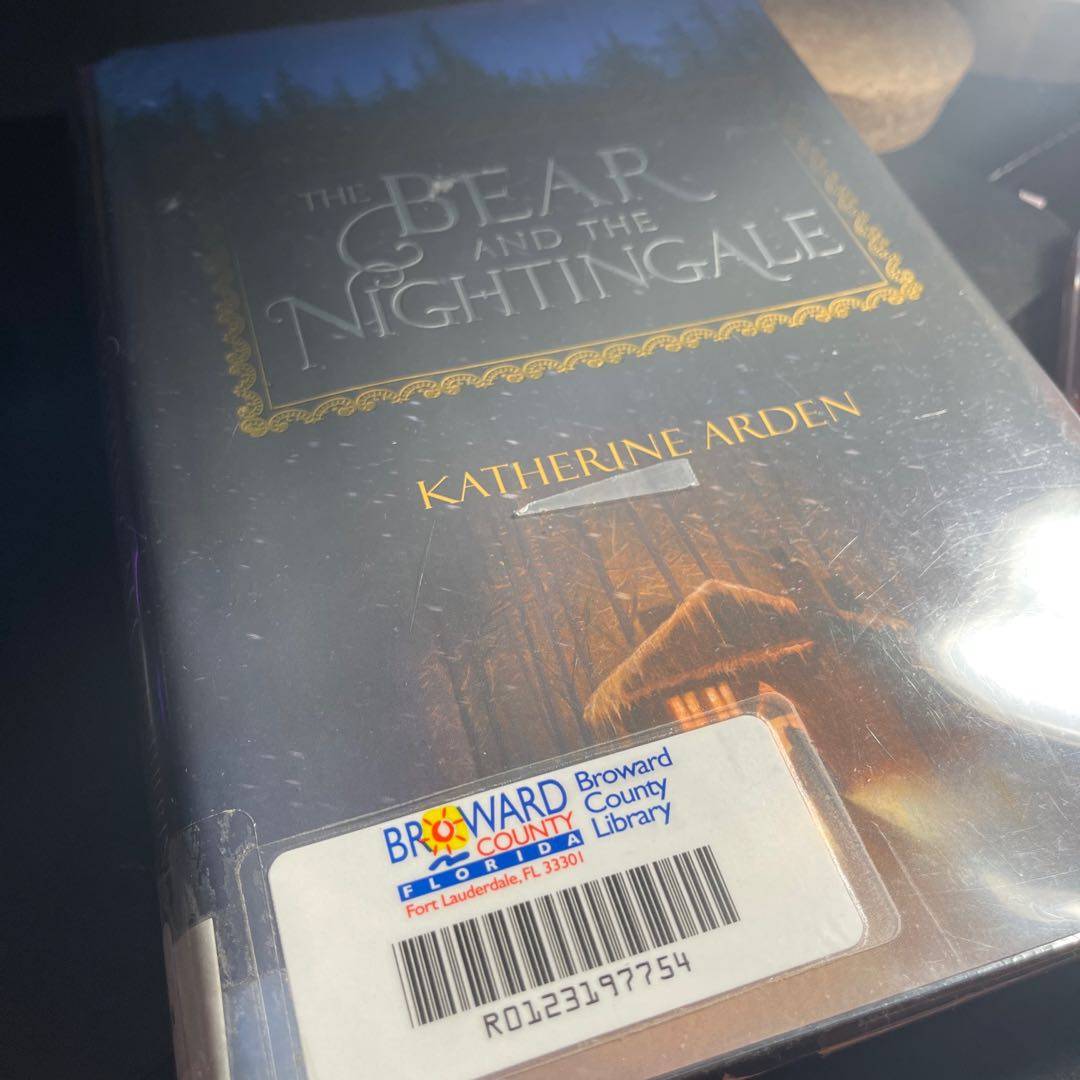 THE BEAR
AND THE
NIGHTINGALE
KATHERINE ARDEN
BROWARD
COUNTY
FLORIDA
Broward
County
Library
Fort Lauderdale, FL 33301
R0123197754